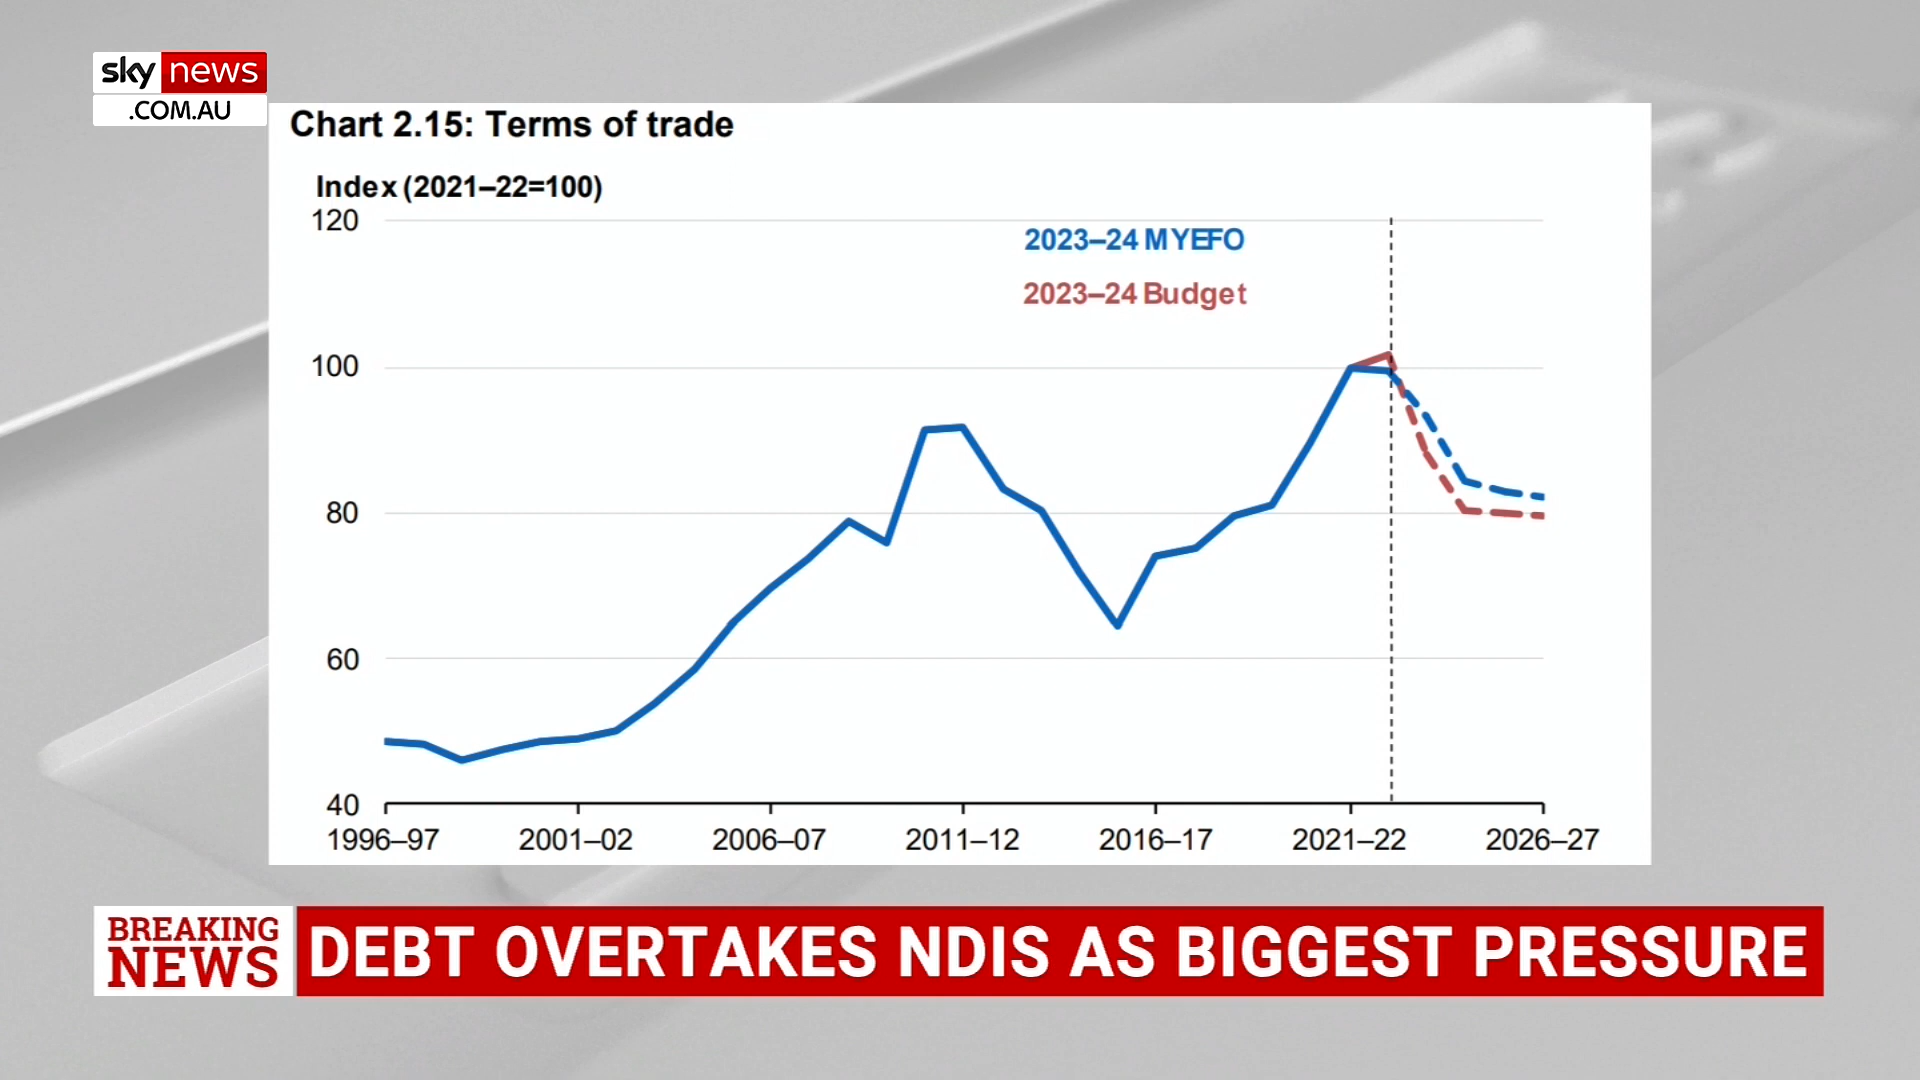 sky news
.COM.AU
Chart 2.15: Terms of trade
Index (2021–22=100)
120
2023–24 MYEFO
2023–24 Budget
100
80
60
40
1996–97 2001–02 2006–07 2011–12 2016–17 2021–22 2026–27
BREAKING
NEWS
DEBT OVERTAKES NDIS AS BIGGEST PRESSURE